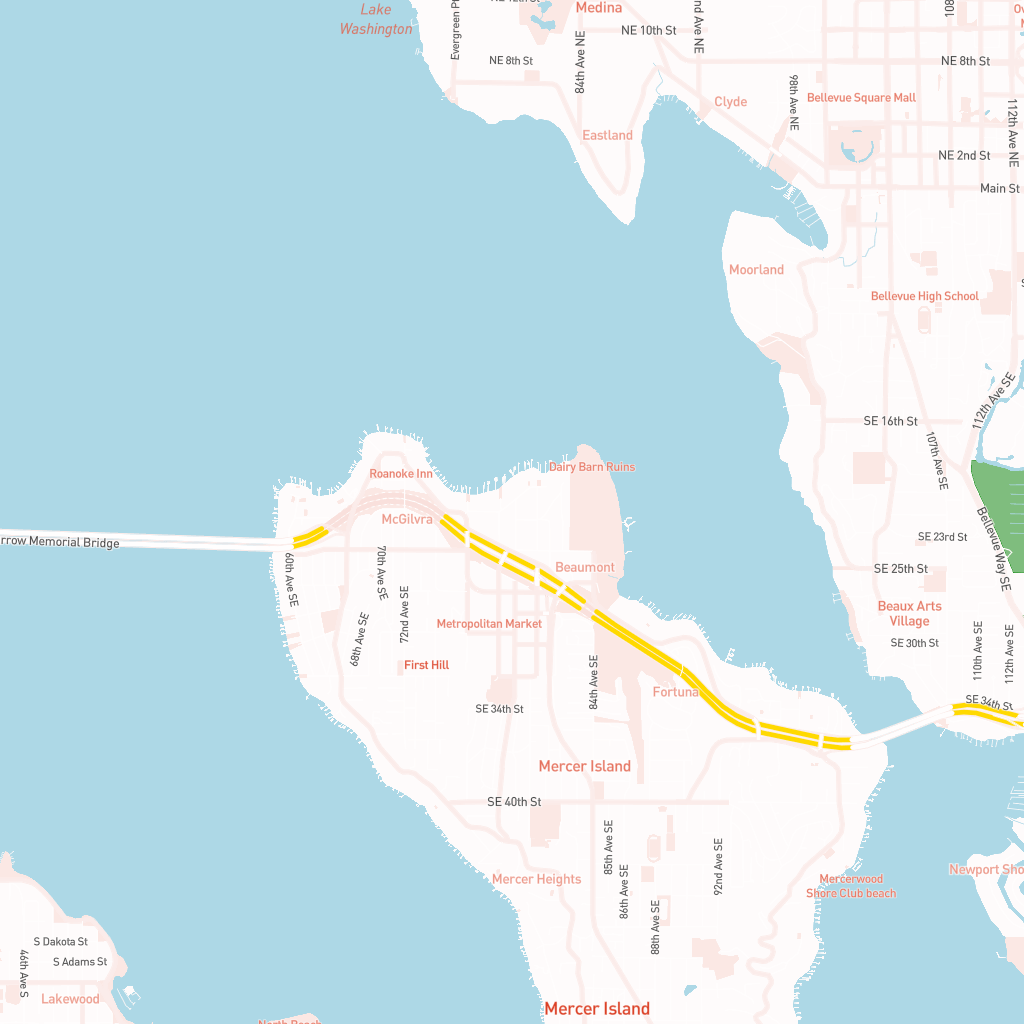 Lake
Washington
Medina
NE 10th St
NE 8th St
84th Ave NE
NE 8th St
98th Ave NE
Clyde
Bellevue Square Mall
112th Ave NE
Eastland
NE 2nd St
Main St
Moorland
Bellevue High School
112th Ave SE
SE 16th St
107th Ave SE
Roanoke Inn
Dairy Barn Ruins
McGilvra
Bellevue Way SE
rrow Memorial Bridge
SE 23rd St
60th Ave SE
70th Ave SE
Beaumont
SE 25th St
72nd Ave SE
68th Ave SE
Metropolitan Market
Beaux Arts
Village
SE 30th St
110th Ave SE
112th Ave SE
First Hill
84th Ave SE
Fortuna
SE 34th St
SE 34th St
Mercer Island
SE 40th St
85th Ave SE
86th Ave SE
88th Ave SE
92nd Ave SE
Mercer Heights
Mercerwood
Shore Club beach
Newport Sho
S Dakota St
S Adams St
46th Ave S
Lakewood
Mercer Island